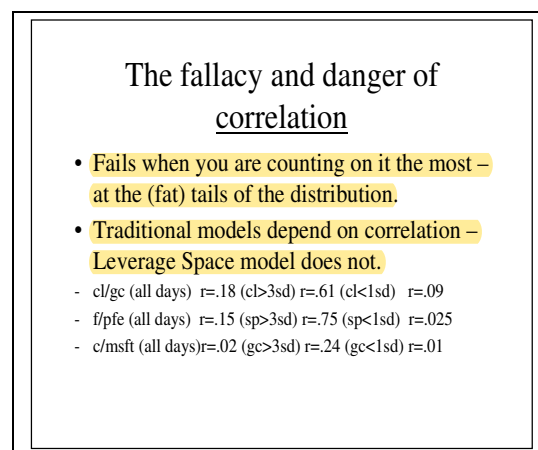 The fallacy and danger of
correlation
• Fails when you are counting on it the most –
at the (fat) tails of the distribution.
• Traditional models depend on correlation –
Leverage Space model does not.
- cl/gc (all days) r=.18 (cl>3sd) r=.61 (cl<1sd) r=.09
- f/pfe (all days) r=.15 (sp>3sd) r=.75 (sp<1sd) r=.025
- c/msft (all days)r=.02 (gc>3sd) r=.24 (gc<1sd) r=.01